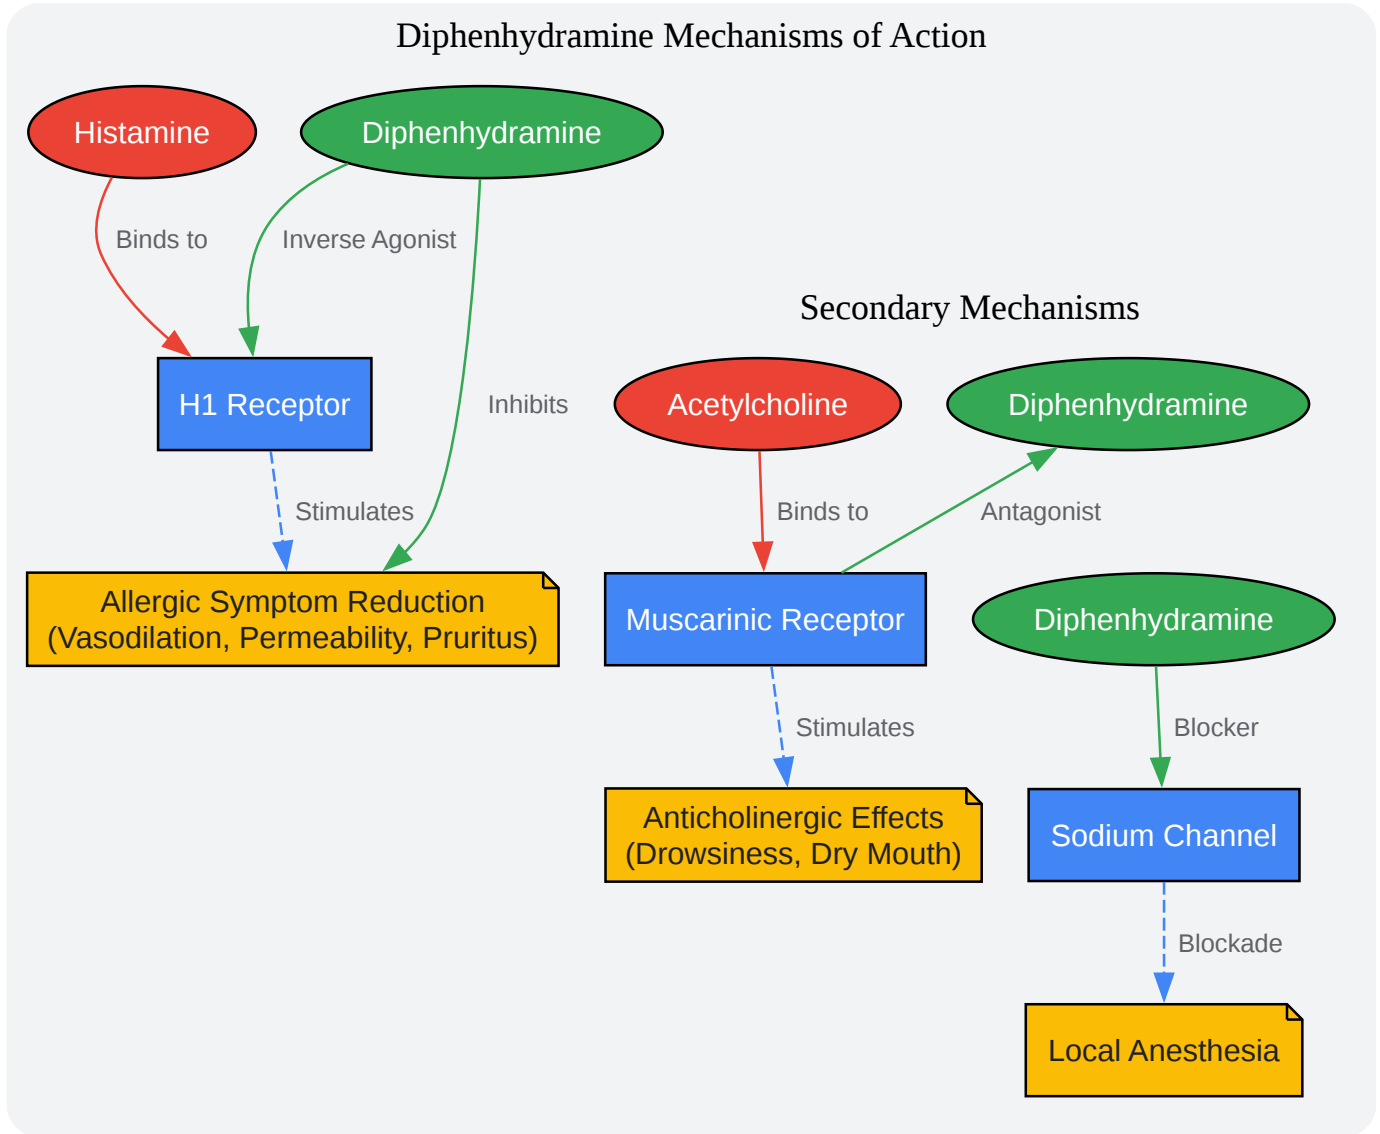 Diphenhydramine Mechanisms of Action
Histamine
Diphenhydramine
Binds to
Inverse Agonist
Secondary Mechanisms
H1 Receptor
Inhibits
Acetylcholine
Diphenhydramine
Stimulates
Binds to
Antagonist
Allergic Symptom Reduction
(Vasodilation, Permeability, Pruritus)
Muscarinic Receptor
Diphenhydramine
Stimulates
Blocker
Anticholinergic Effects
(Drowsiness, Dry Mouth)
Sodium Channel
Blockade
Local Anesthesia